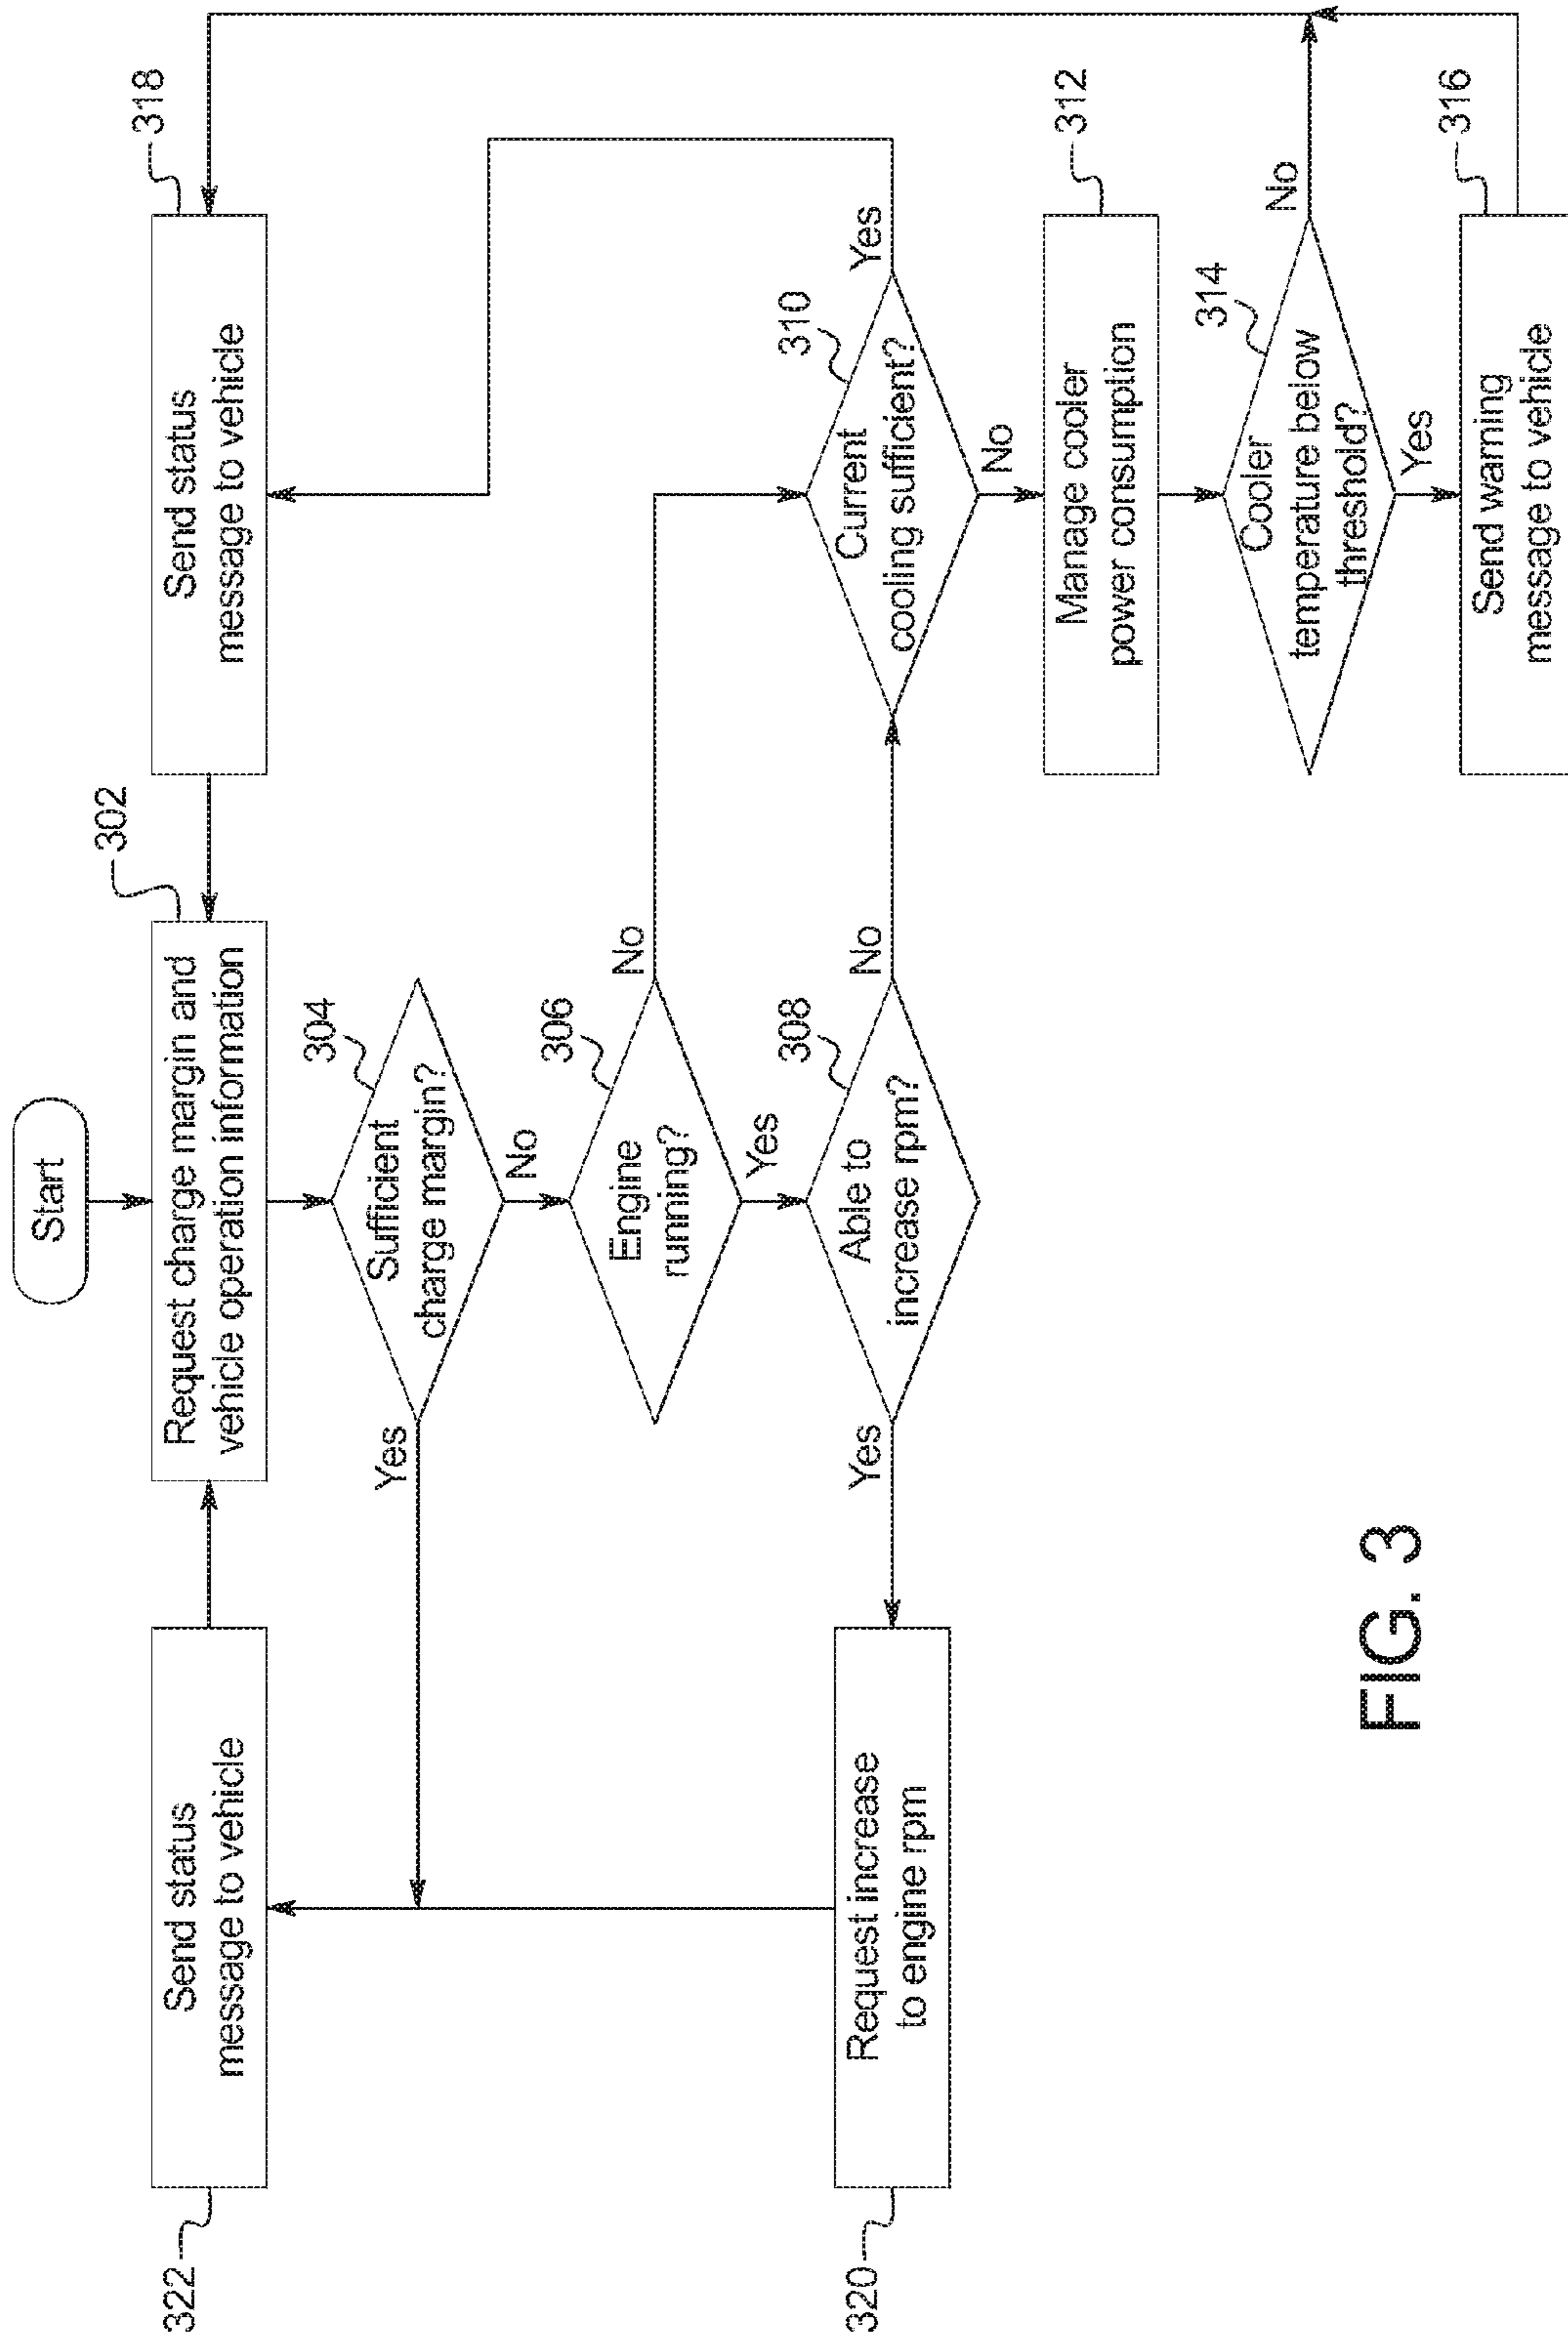 Start
322
Send status
message to vehicle
Request charge margin and
vehicle operation information
302
Send status
message to vehicle
318
Yes
Sufficient
charge margin?
304
No
Engine
running?
306
No
Yes
Yes
Able to
increase rpm?
308
No
320
Request increase
to engine rpm
Current
cooling sufficient?
310
Yes
No
Manage cooler
power consumption
312
Cooler
temperature below
threshold?
314
No
Yes
Send warning
message to vehicle
316
FIG. 3